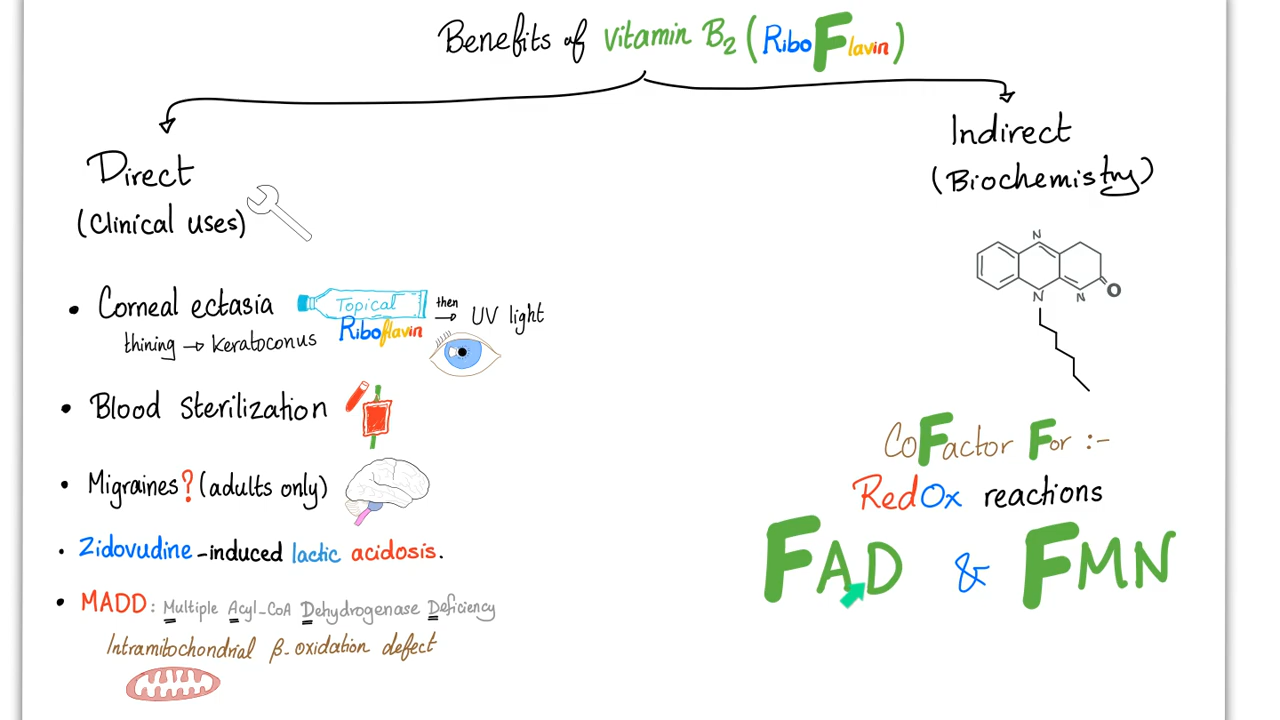 Benefits of Vitamin B2 (RiboFlavin)
Direct
(Clinical uses)
• Corneal ectasia
thining → Keratoconus
Topical
Riboflavin
then
→ UV light
• Blood Sterilization
• Migraines? (adults only)
• Zidovudine-induced lactic acidosis.
• MADD: Multiple Acyl-CoA Dehydrogenase Deficiency
Intramitochondrial β-oxidation defect
Indirect
(Biochemistry)
N
N N O
CoFactor For :-
RedOx reactions
FAD & FMN